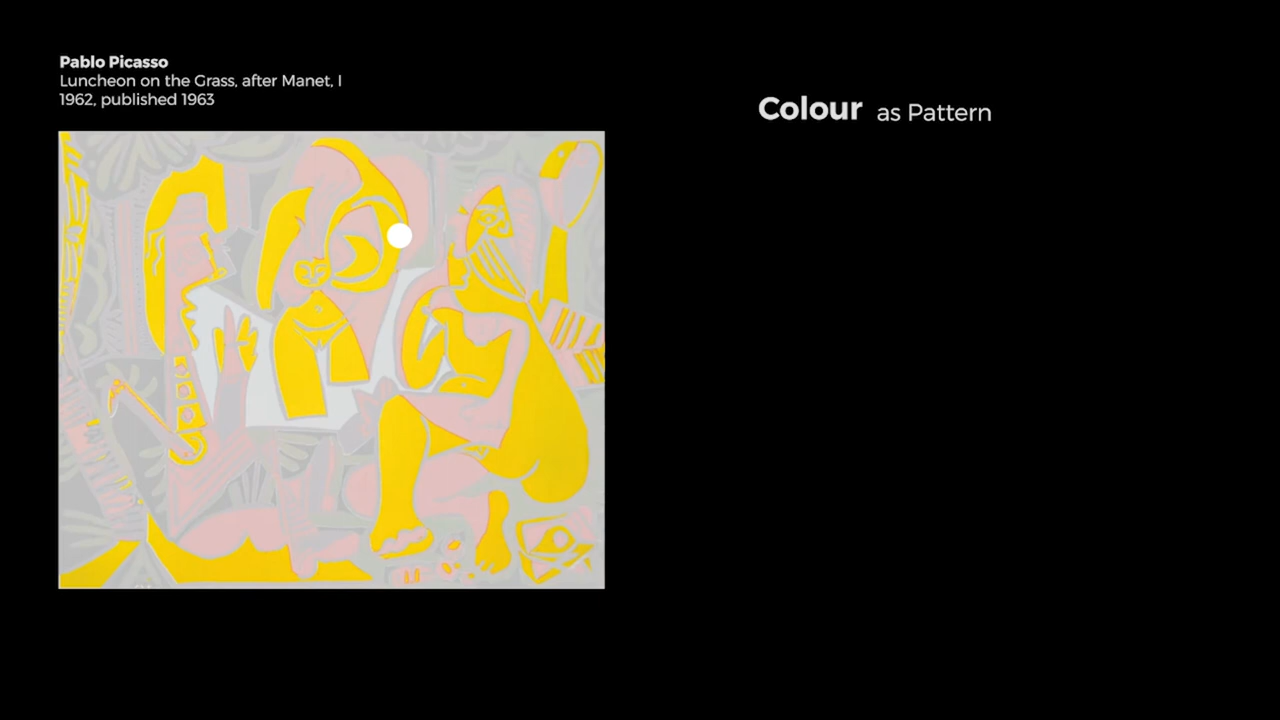 Pablo Picasso
Luncheon on the Grass, after Manet, I
1962, published 1963
Colour as Pattern